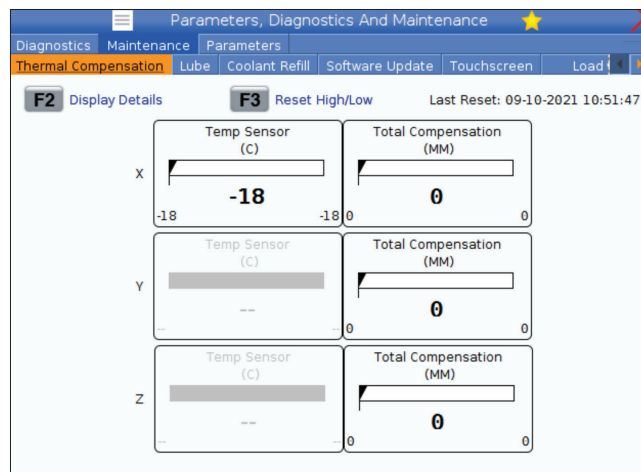 Parameters, Diagnostics And Maintenance
Diagnostics Maintenance Parameters
Thermal Compensation Lube Coolant Refill Software Update Touchscreen Load
F2 Display Details F3 Reset High/Low Last Reset: 09-10-2021 10:51:47
Temp Sensor Total Compensation
(C) (MM)
X
-18 0
-18 -18 0 0
Temp Sensor Total Compensation
(C) (MM)
Y
-- 0
-- -- 0 0
Temp Sensor Total Compensation
(C) (MM)
Z
-- 0
-- -- 0 0